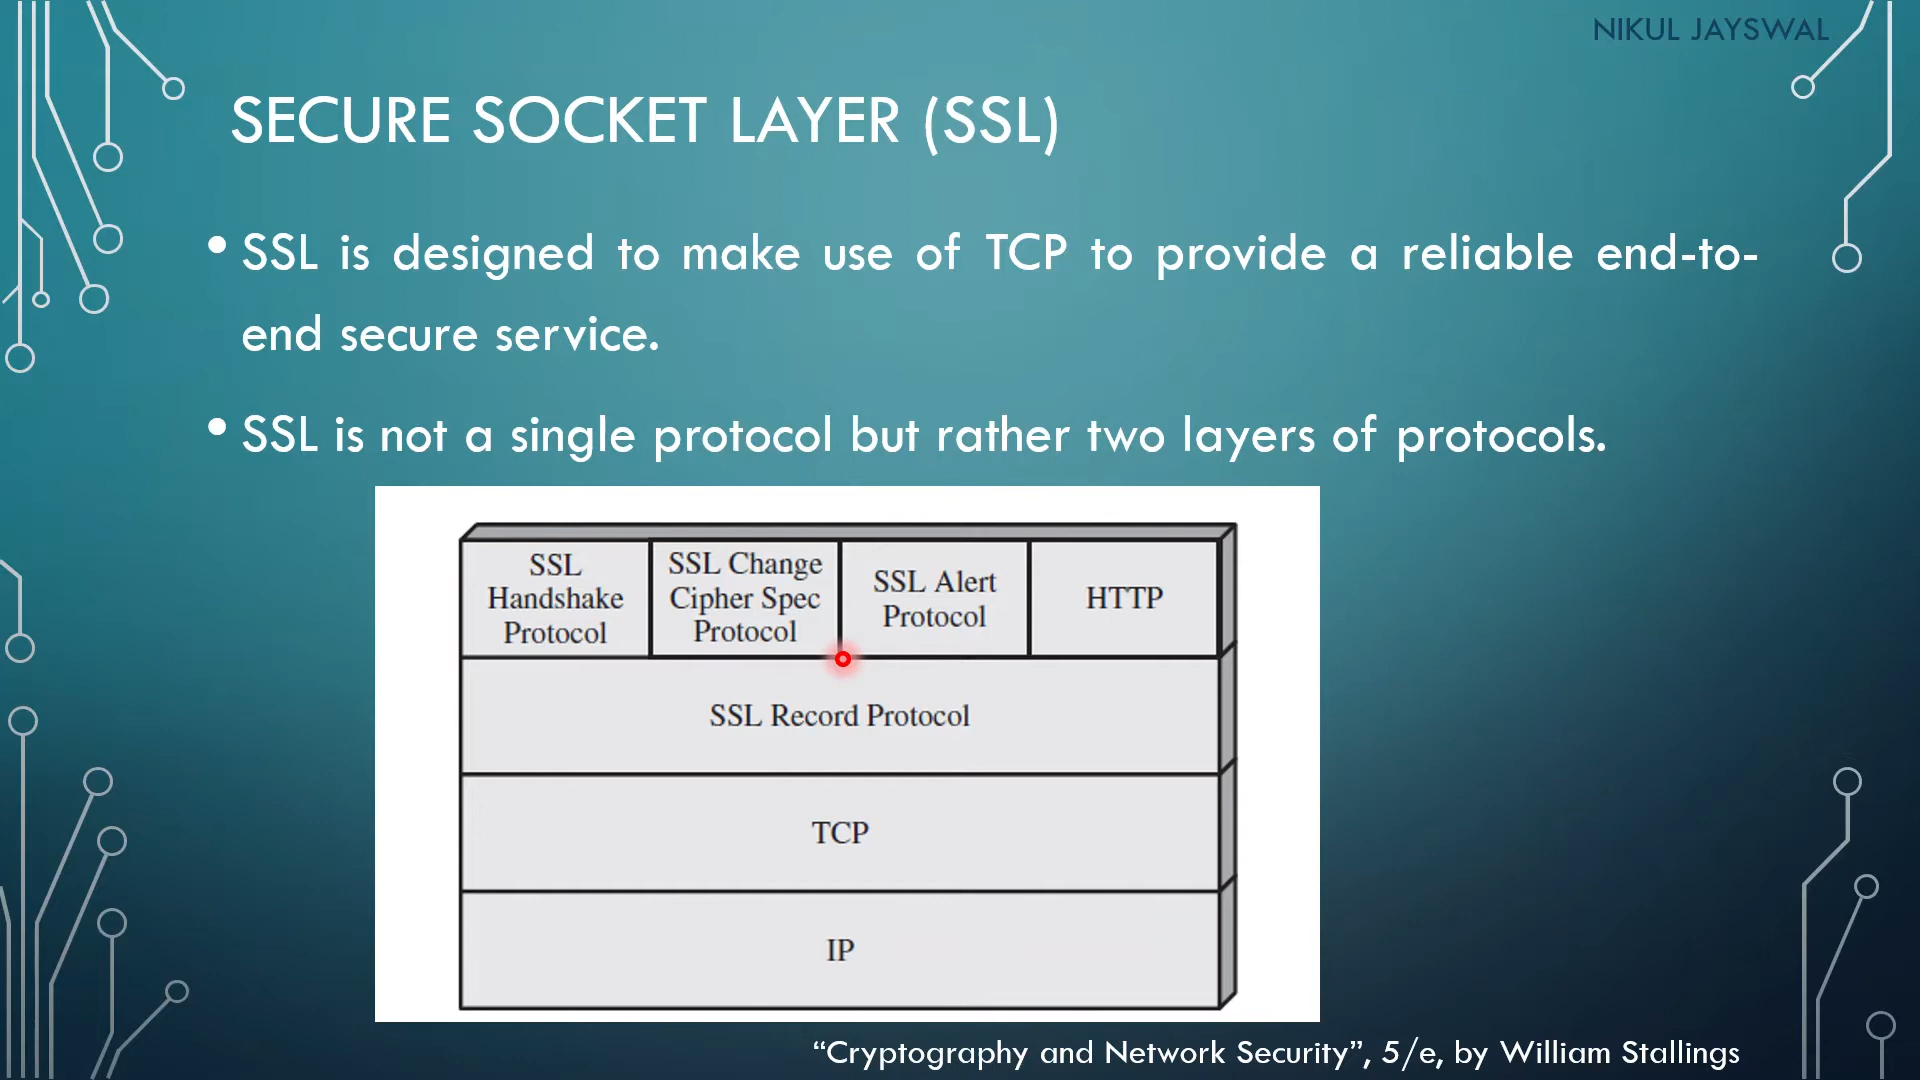 NIKUL JAYSWAL
SECURE SOCKET LAYER (SSL)
• SSL is designed to make use of TCP to provide a reliable end-to-
end secure service.
• SSL is not a single protocol but rather two layers of protocols.
SSL
Handshake
Protocol
SSL Change
Cipher Spec
Protocol
SSL Alert
Protocol
HTTP
SSL Record Protocol
TCP
IP
“Cryptography and Network Security”, 5/e, by William Stallings